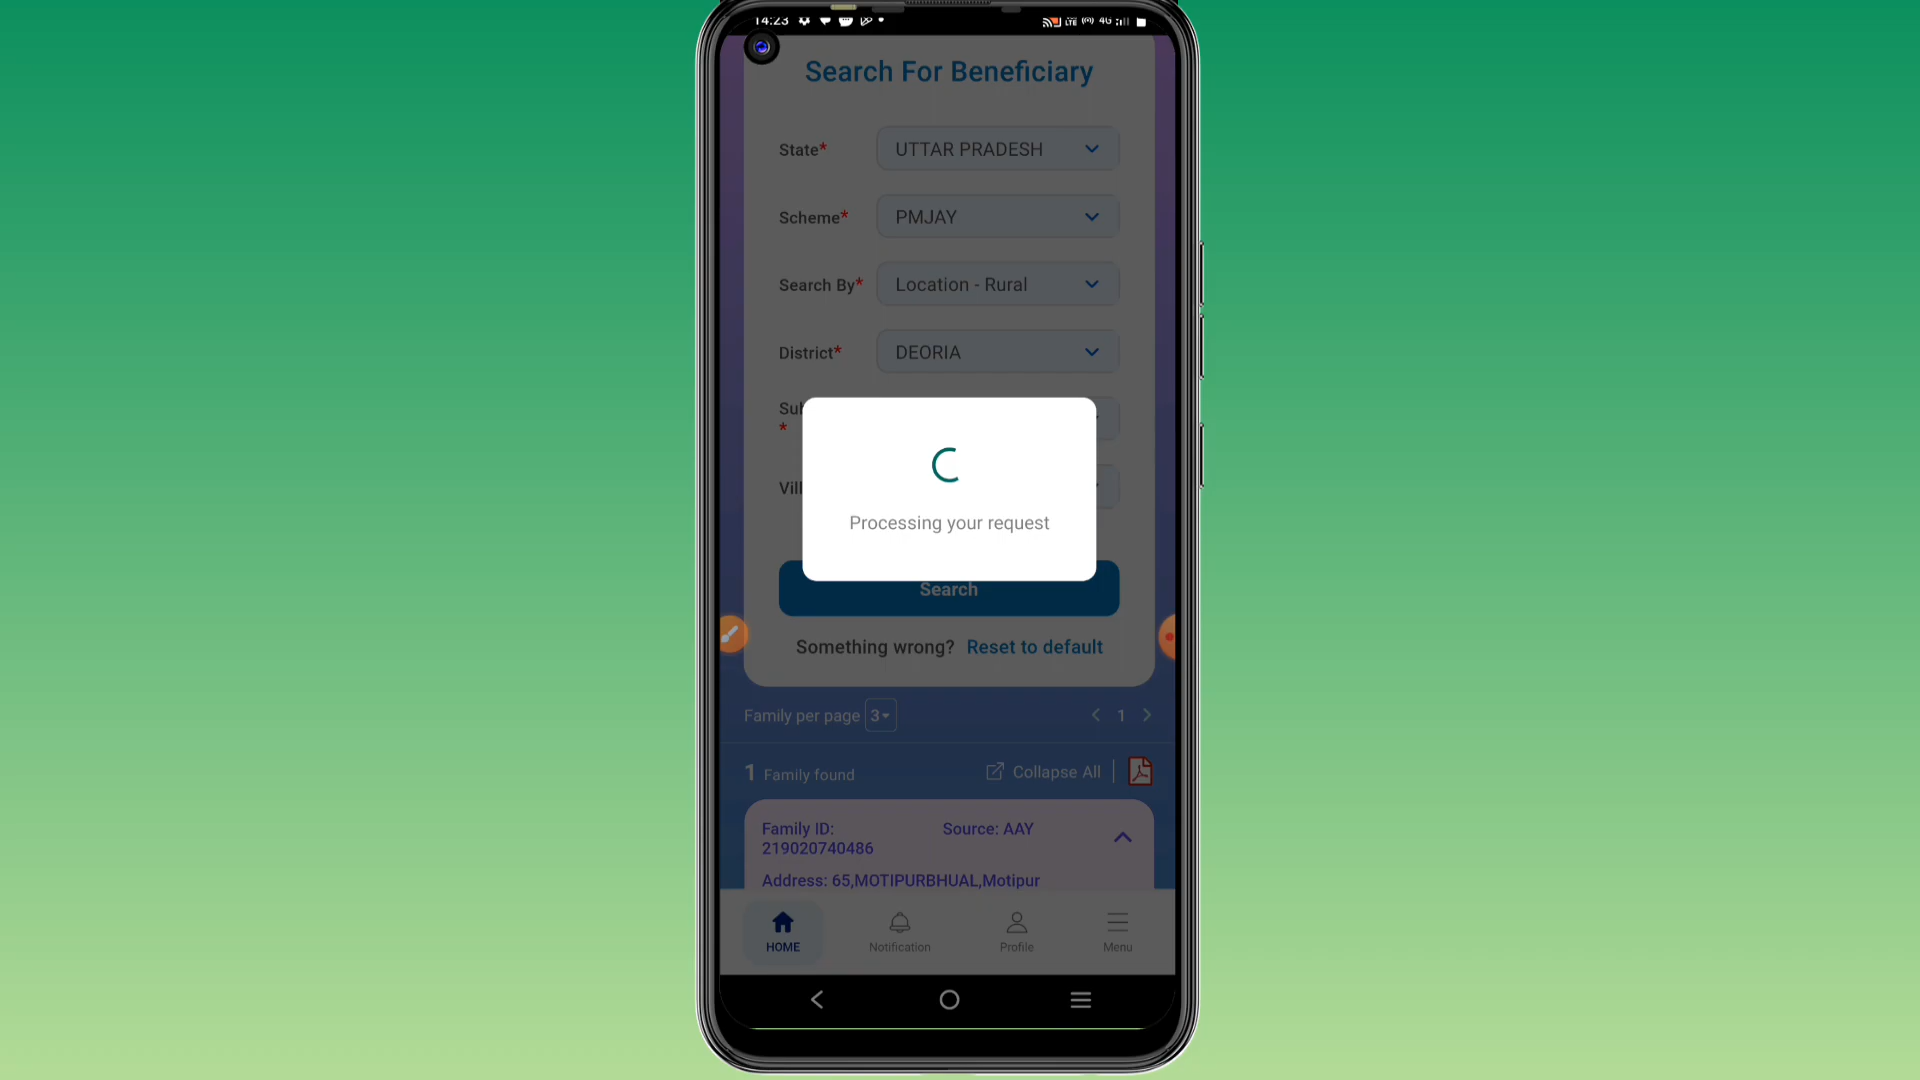 14:23
LTE 4G
Search For Beneficiary
State* UTTAR PRADESH
Scheme* PMJAY
Search By* Location - Rural
District* DEORIA
*
Processing your request
Search
Something wrong? Reset to default
Family per page 3 1
1 Family found Collapse All
Family ID: Source: AAY
219020740486
Address: 65,MOTIPURBHUAL,Motipur
HOME Notification Profile Menu